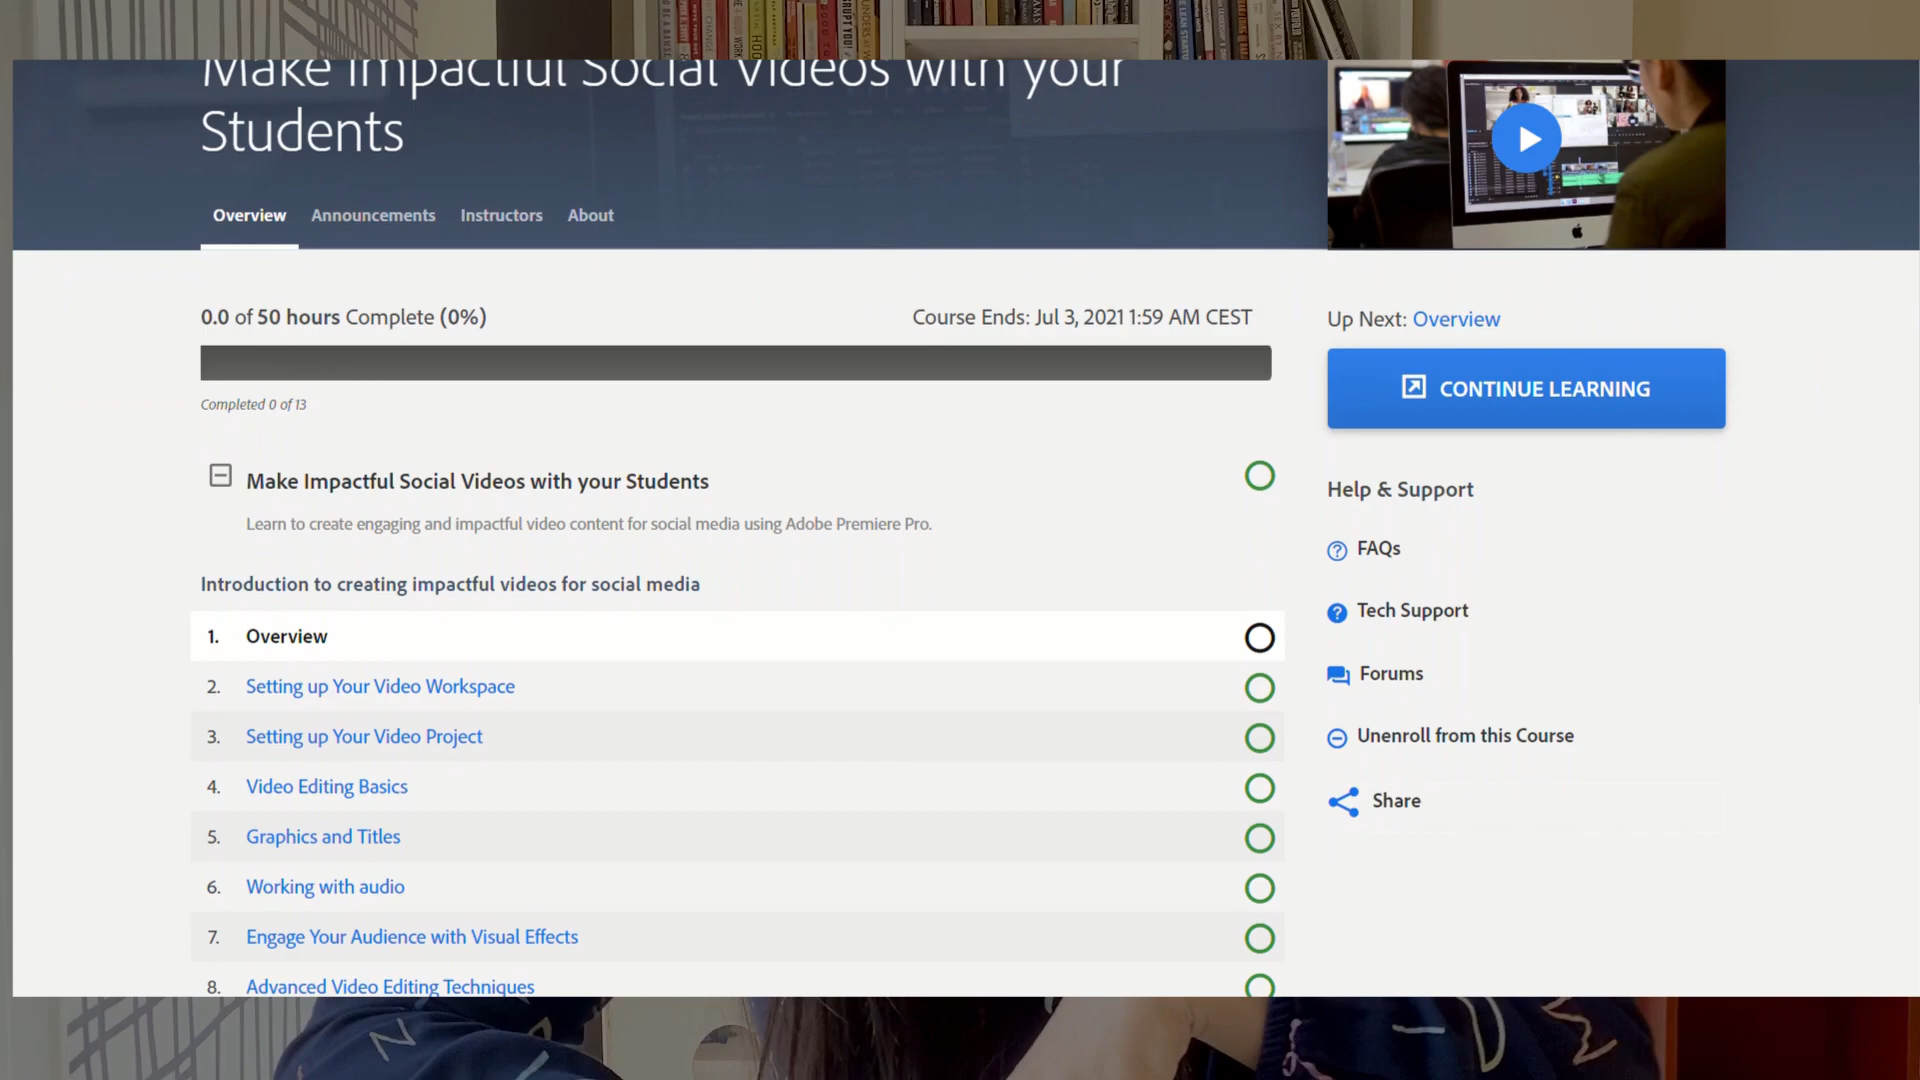 Make Impactful Social Videos with your
Students
Overview Announcements Instructors About
0.0 of 50 hours Complete (0%)
Course Ends: Jul 3, 2021 1:59 AM CEST
Completed 0 of 13
Make Impactful Social Videos with your Students
Learn to create engaging and impactful video content for social media using Adobe Premiere Pro.
Introduction to creating impactful videos for social media
1. Overview
2. Setting up Your Video Workspace
3. Setting up Your Video Project
4. Video Editing Basics
5. Graphics and Titles
6. Working with audio
7. Engage Your Audience with Visual Effects
8. Advanced Video Editing Techniques
Up Next: Overview
CONTINUE LEARNING
Help & Support
FAQs
Tech Support
Forums
Unenroll from this Course
Share